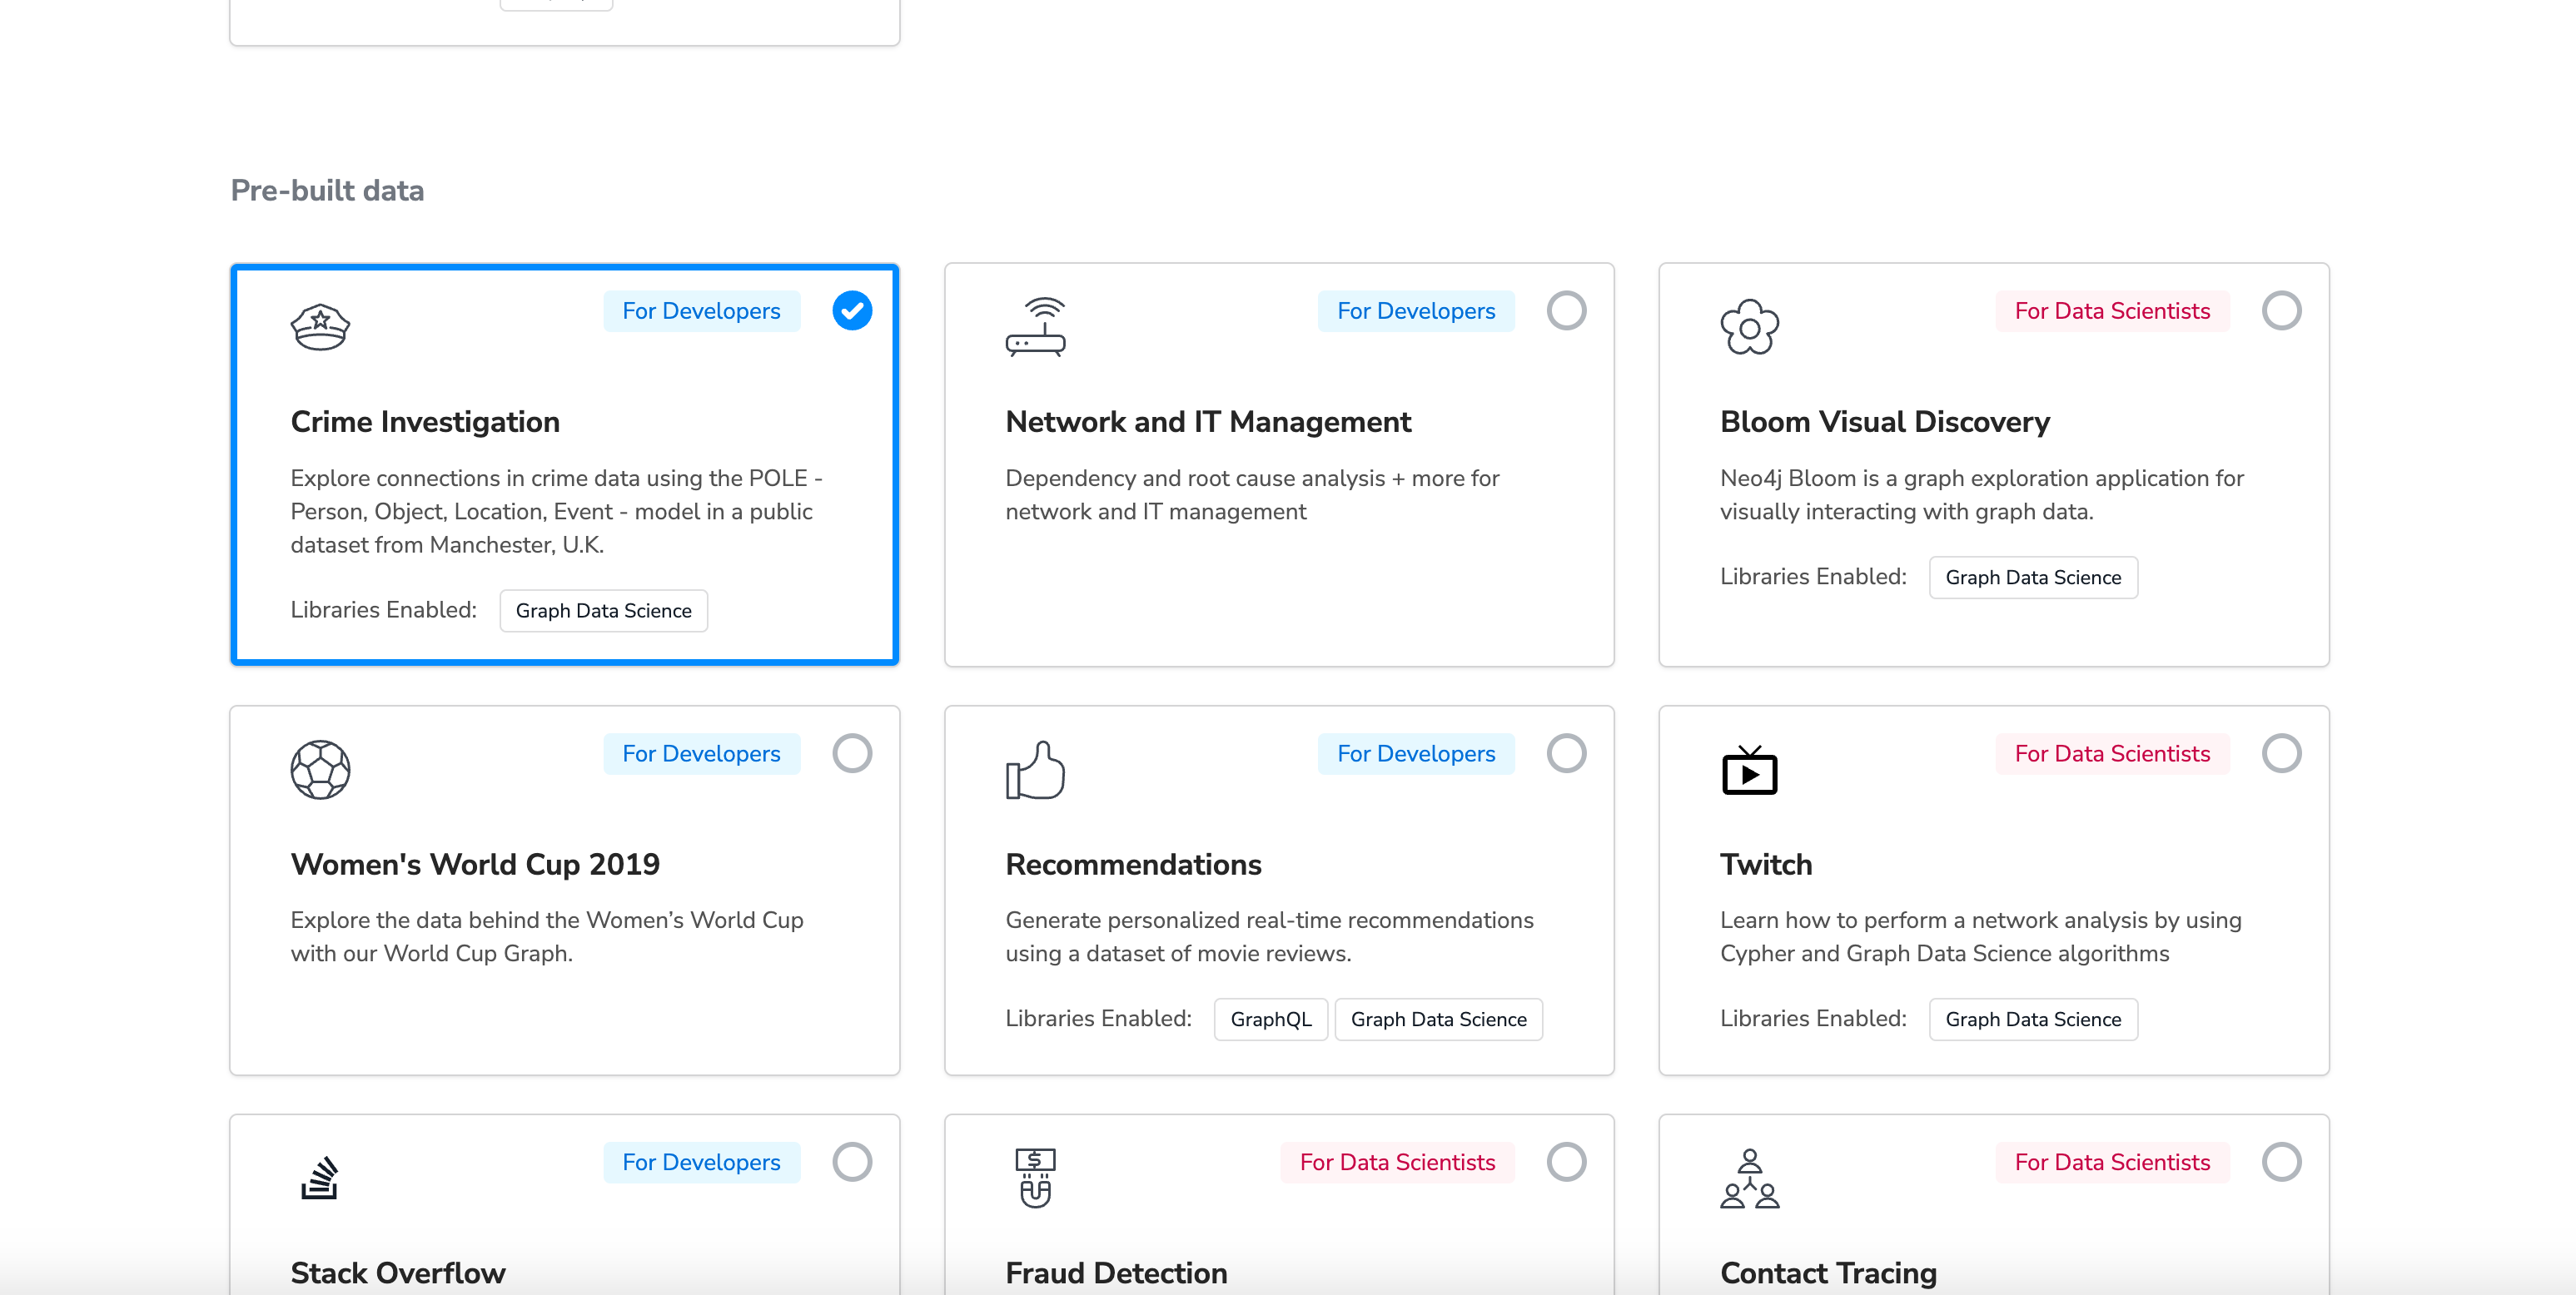 Pre-built data
For Developers
Crime Investigation
Explore connections in crime data using the POLE -
Person, Object, Location, Event - model in a public
dataset from Manchester, U.K.
Libraries Enabled: Graph Data Science
For Developers
Network and IT Management
Dependency and root cause analysis + more for
network and IT management
For Data Scientists
Bloom Visual Discovery
Neo4j Bloom is a graph exploration application for
visually interacting with graph data.
Libraries Enabled: Graph Data Science
For Developers
Women's World Cup 2019
Explore the data behind the Women’s World Cup
with our World Cup Graph.
For Developers
Recommendations
Generate personalized real-time recommendations
using a dataset of movie reviews.
Libraries Enabled: GraphQL Graph Data Science
For Data Scientists
Twitch
Learn how to perform a network analysis by using
Cypher and Graph Data Science algorithms
Libraries Enabled: Graph Data Science
For Developers
Stack Overflow
For Data Scientists
Fraud Detection
For Data Scientists
Contact Tracing